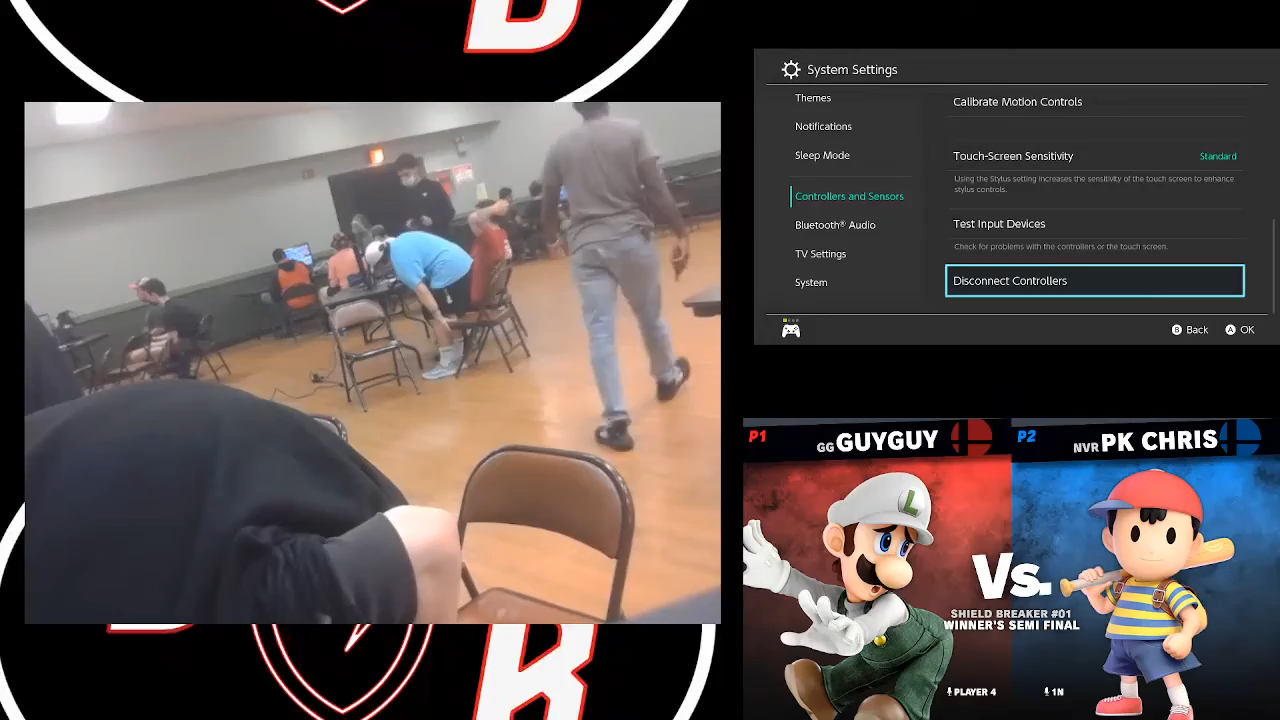 B
System Settings
Themes
Notifications
Sleep Mode
Controllers and Sensors
Bluetooth® Audio
TV Settings
System
Calibrate Motion Controls
Touch-Screen Sensitivity Standard
Using the Stylus setting increases the sensitivity of the touch screen to enhance
stylus controls.
Test Input Devices
Check for problems with the controllers or the touch screen.
Disconnect Controllers
B Back A OK
P1 GG GUYGUY
P2 NVR PK CHRIS
L
Vs.
SHIELD BREAKER #01
WINNER'S SEMI FINAL
PLAYER 4
1N